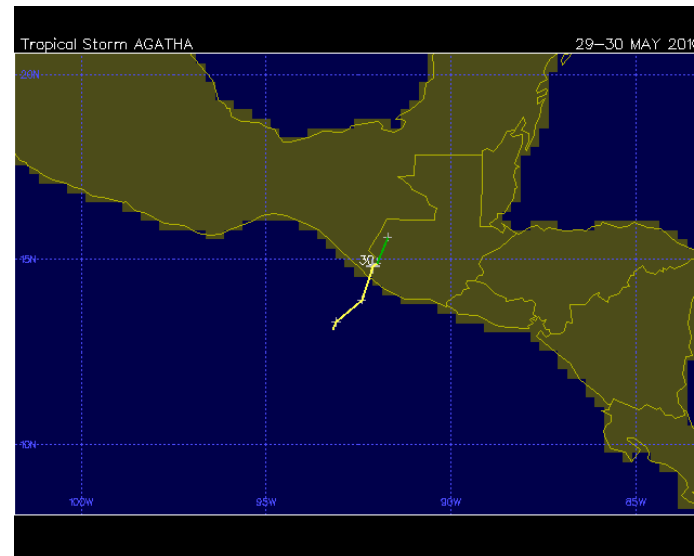 Tropical Storm AGATHA 29-30 MAY 2010
20N
15N
30
10N
100W 95W 90W 85W